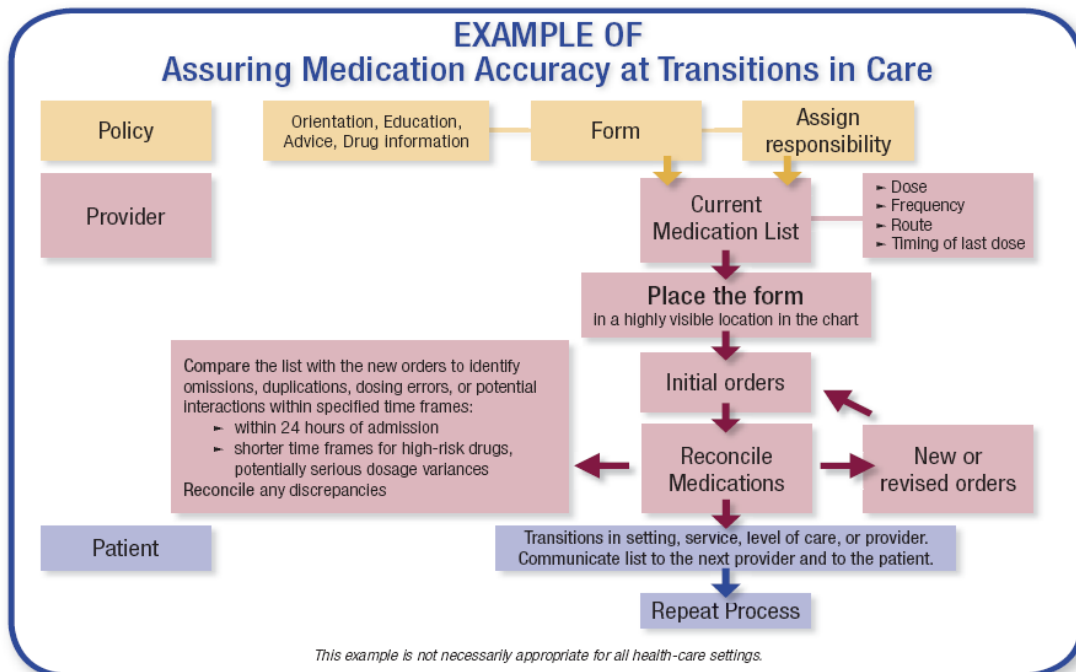 EXAMPLE OF
Assuring Medication Accuracy at Transitions in Care
Policy
Orientation, Education,
Advice, Drug information
Form
Assign
responsibility
Provider
Current
Medication List
► Dose
► Frequency
► Route
► Timing of last dose
Place the form
in a highly visible location in the chart
Compare the list with the new orders to identify
omissions, duplications, dosing errors, or potential
interactions within specified time frames:
► within 24 hours of admission
► shorter time frames for high-risk drugs,
potentially serious dosage variances
Reconcile any discrepancies
Initial orders
Reconcile
Medications
New or
revised orders
Patient
Transitions in setting, service, level of care, or provider.
Communicate list to the next provider and to the patient.
Repeat Process
This example is not necessarily appropriate for all health-care settings.